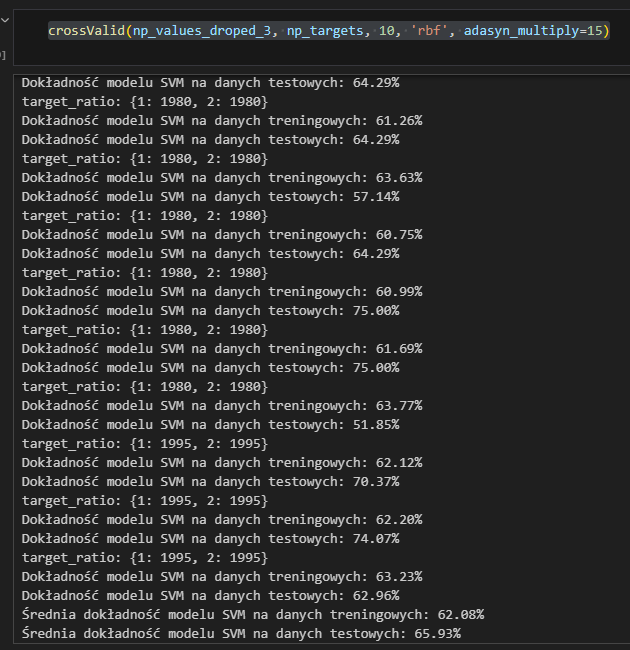 crossValid(np_values_droped_3, np_targets, 10, 'rbf', adasyn_multiply=15)
Dokładność modelu SVM na danych testowych: 64.29%
target_ratio: {1: 1980, 2: 1980}
Dokładność modelu SVM na danych treningowych: 61.26%
Dokładność modelu SVM na danych testowych: 64.29%
target_ratio: {1: 1980, 2: 1980}
Dokładność modelu SVM na danych treningowych: 63.63%
Dokładność modelu SVM na danych testowych: 57.14%
target_ratio: {1: 1980, 2: 1980}
Dokładność modelu SVM na danych treningowych: 60.75%
Dokładność modelu SVM na danych testowych: 64.29%
target_ratio: {1: 1980, 2: 1980}
Dokładność modelu SVM na danych treningowych: 60.99%
Dokładność modelu SVM na danych testowych: 75.00%
target_ratio: {1: 1980, 2: 1980}
Dokładność modelu SVM na danych treningowych: 61.69%
Dokładność modelu SVM na danych testowych: 75.00%
target_ratio: {1: 1980, 2: 1980}
Dokładność modelu SVM na danych treningowych: 63.77%
Dokładność modelu SVM na danych testowych: 51.85%
target_ratio: {1: 1995, 2: 1995}
Dokładność modelu SVM na danych treningowych: 62.12%
Dokładność modelu SVM na danych testowych: 70.37%
target_ratio: {1: 1995, 2: 1995}
Dokładność modelu SVM na danych treningowych: 62.20%
Dokładność modelu SVM na danych testowych: 74.07%
target_ratio: {1: 1995, 2: 1995}
Dokładność modelu SVM na danych treningowych: 63.23%
Dokładność modelu SVM na danych testowych: 62.96%
Średnia dokładność modelu SVM na danych treningowych: 62.08%
Średnia dokładność modelu SVM na danych testowych: 65.93%